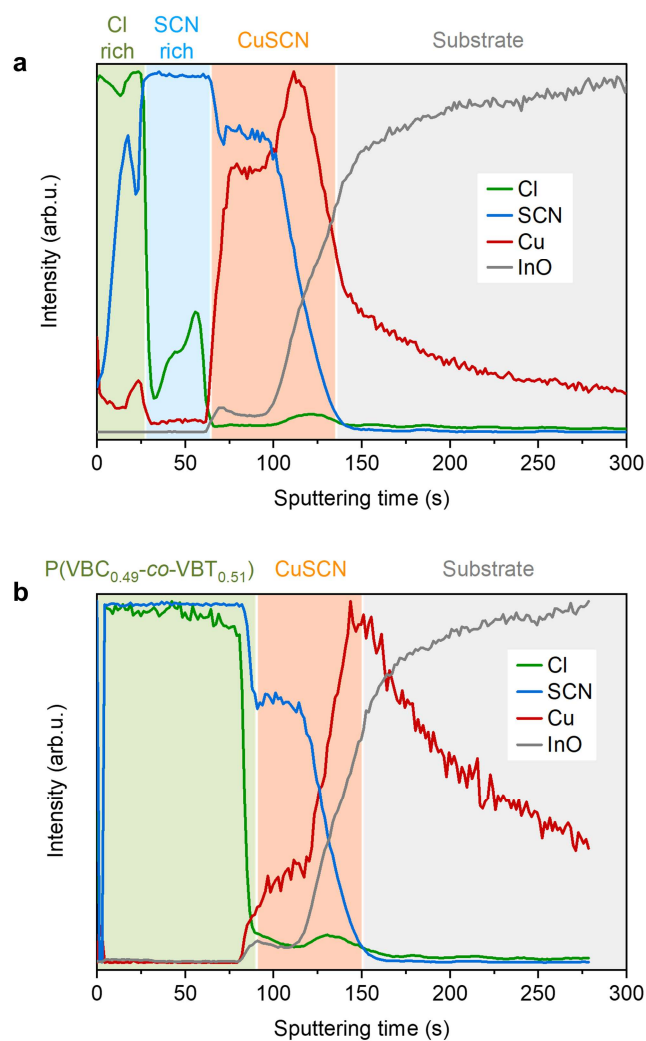 a
Cl
rich
SCN
rich
CuSCN
Substrate
Intensity (arb.u.)
Cl
SCN
Cu
InO
0
50
100
150
200
250
300
Sputtering time (s)
b
P(VBC₀.₄₉-co-VBT₀.₅₁)
CuSCN
Substrate
Intensity (arb.u.)
Cl
SCN
Cu
InO
0
50
100
150
200
250
300
Sputtering time (s)